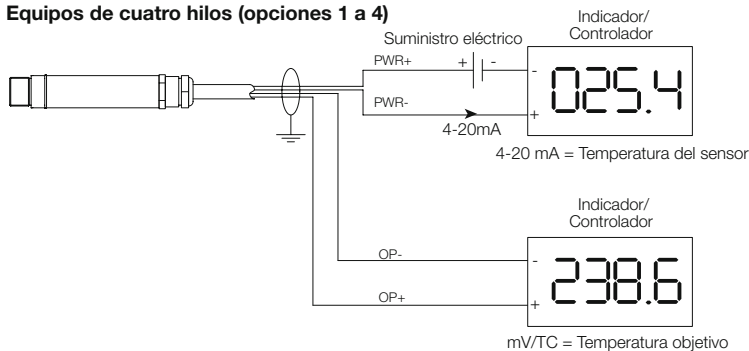 Equipos de cuatro hilos (opciones 1 a 4)
Indicador/
Controlador
Suministro eléctrico
PWR+
+
-
-
025.4
PWR-
+
4-20mA
4-20 mA = Temperatura del sensor
Indicador/
Controlador
OP-
-
238.6
OP+
+
mV/TC = Temperatura objetivo